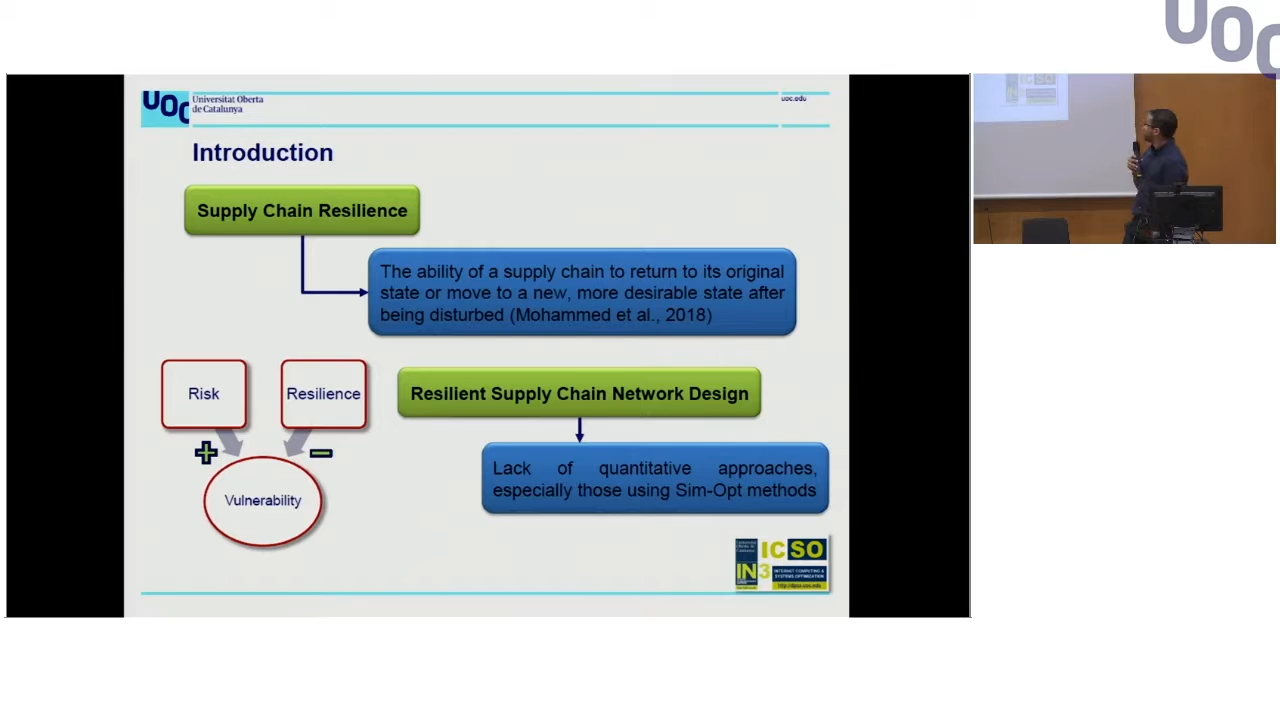 UOC
UOC
Universitat Oberta
de Catalunya
uoc.edu
Introduction
Supply Chain Resilience
The ability of a supply chain to return to its original
state or move to a new, more desirable state after
being disturbed (Mohammed et al., 2018)
Risk
Resilience
Resilient Supply Chain Network Design
Vulnerability
Lack of quantitative approaches,
especially those using Sim-Opt methods
ICSO
IN3
INTERNET COMPUTING &
SYSTEMS OPTIMIZATION